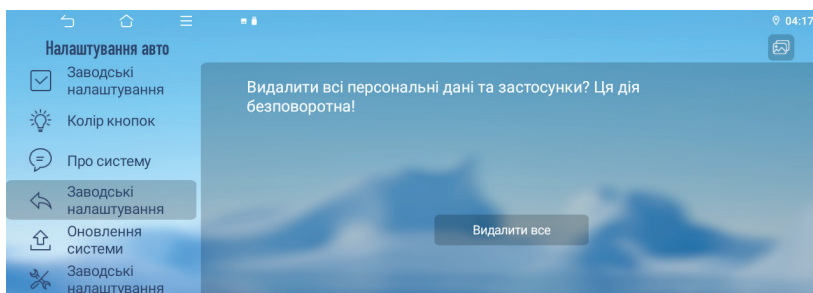 04:17
Налаштування авто
Заводські
налаштування
Колір кнопок
Про систему
Заводські
налаштування
Оновлення
системи
Заводські
налаштування
Видалити всі персональні дані та застосунки? Ця дія
безповоротна!
Видалити все